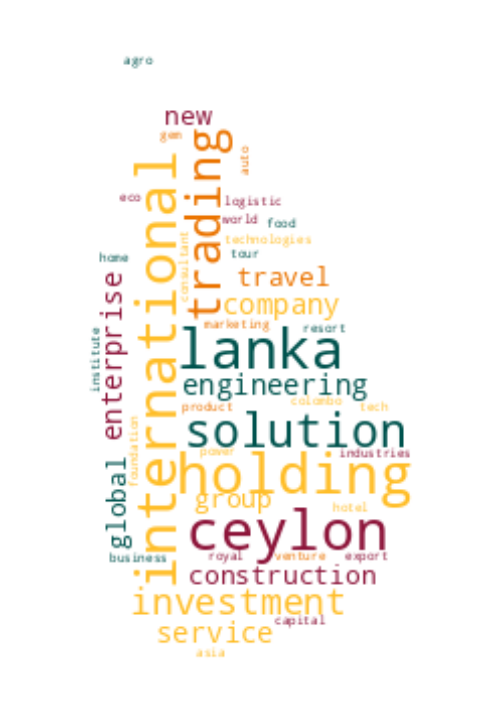 agro
new
gem
trading
auto
international
eco
logistic
world
food
technologies
consultant
tour
home
travel
enterprise
company
marketing
resort
institute
lanka
engineering
colombo
product
tech
solution
foundation
power
industries
holding
global
group
hotel
ceylon
business
royal
venture
export
construction
investment
capital
service
asia